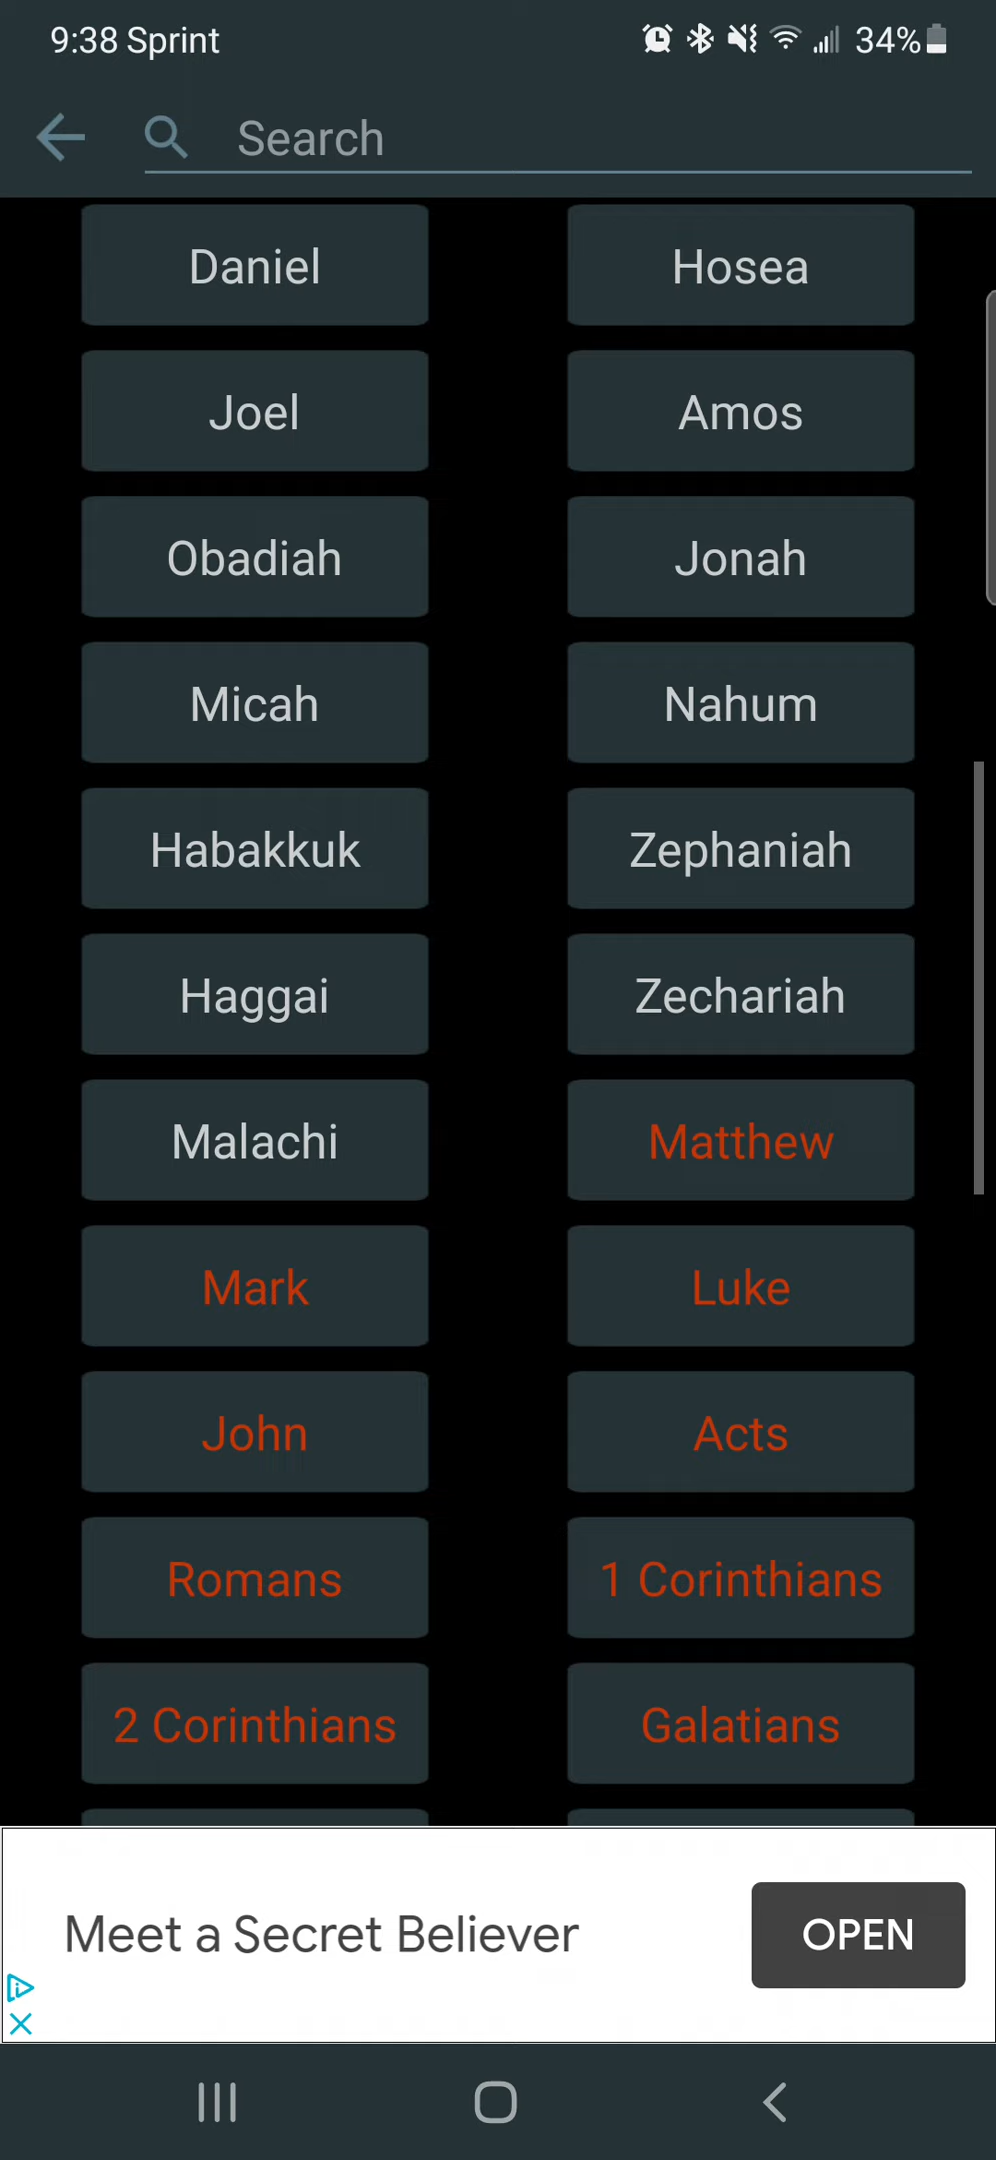 9:38 Sprint 34%
Search
Daniel Hosea
Joel Amos
Obadiah Jonah
Micah Nahum
Habakkuk Zephaniah
Haggai Zechariah
Malachi Matthew
Mark Luke
John Acts
Romans 1 Corinthians
2 Corinthians Galatians
Meet a Secret Believer OPEN